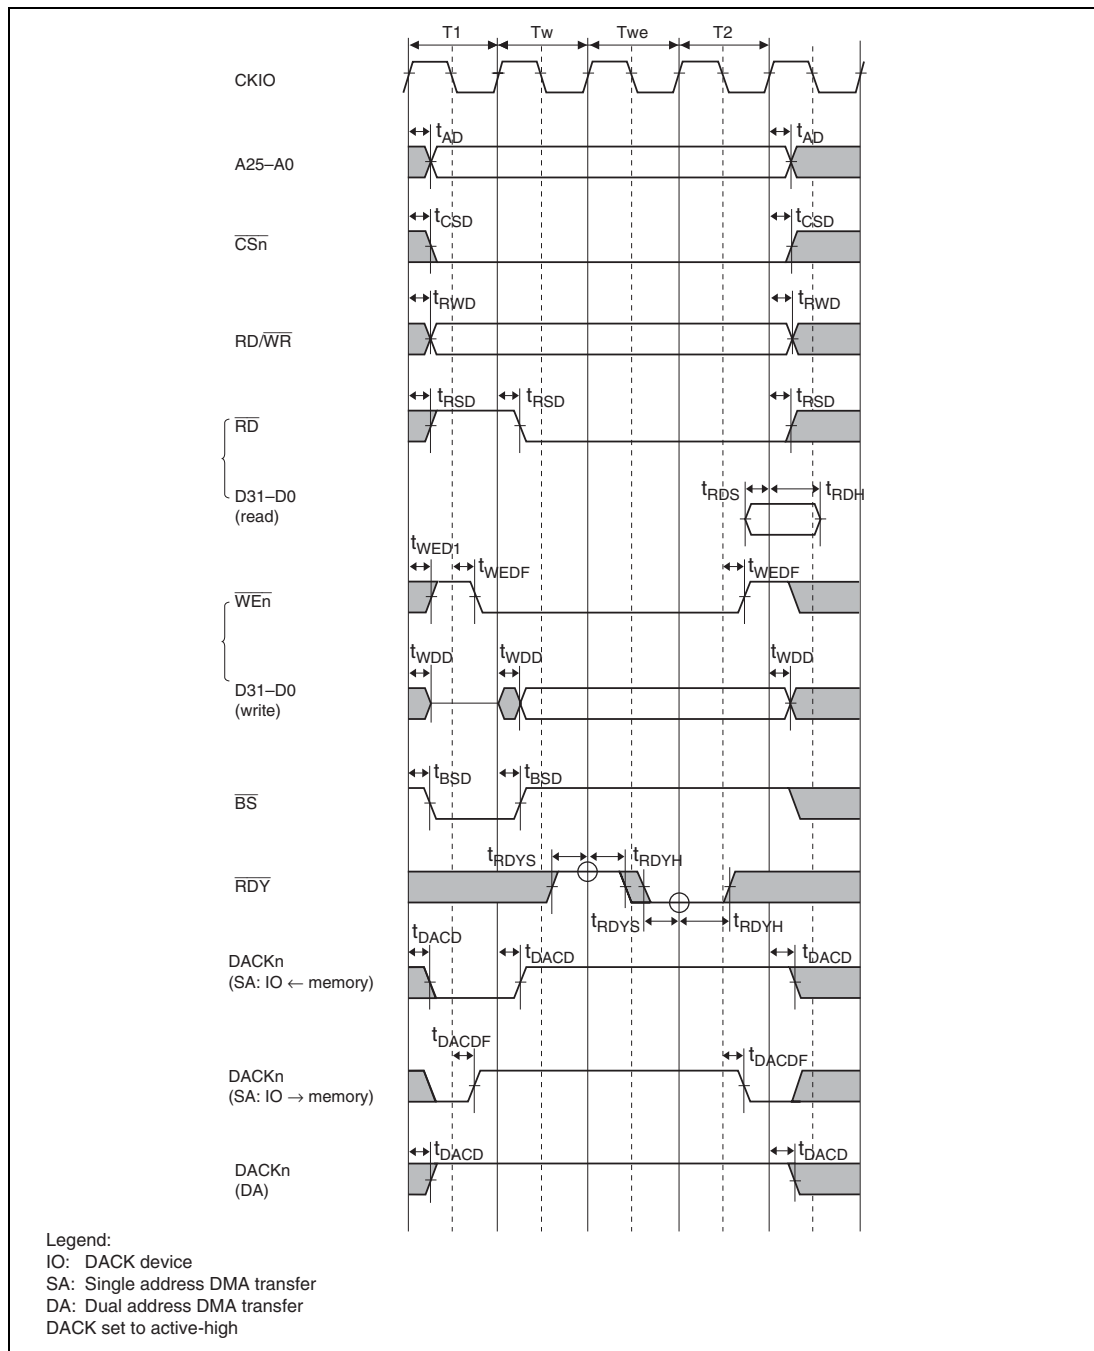 T1 Tw Twe T2
CKIO
tAD tAD
A25–A0
tCSD tCSD
CSn
tRWD tRWD
RD/WR
tRSD tRSD tRSD
RD
tRDS tRDH
D31–D0
(read)
tWED1 tWEDF tWEDF
WEn
tWDD tWDD tWDD
D31–D0
(write)
tBSD tBSD
BS
tRDYS tRDYH
RDY
tRDYS tRDYH
tDACD tDACD tDACD
DACKn
(SA: IO ← memory)
tDACDF tDACDF
DACKn
(SA: IO → memory)
tDACD tDACD
DACKn
(DA)
Legend:
IO: DACK device
SA: Single address DMA transfer
DA: Dual address DMA transfer
DACK set to active-high